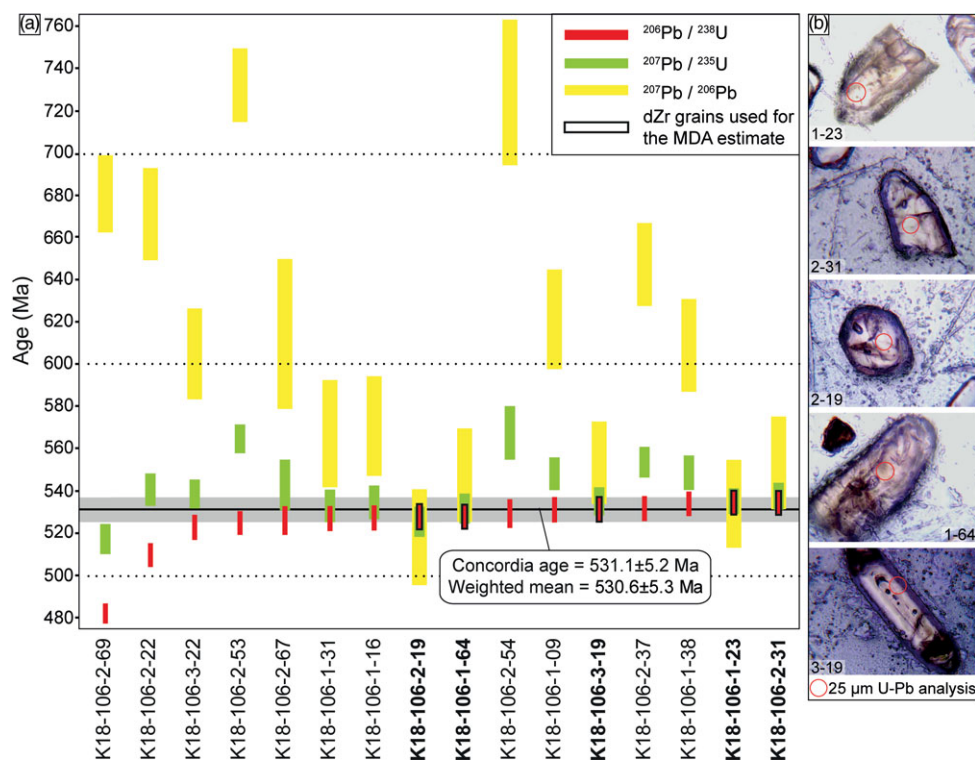 (a)
Age (Ma)
760
740
720
700
680
660
640
620
600
580
560
540
520
500
480
²⁰⁶Pb / ²³⁸U
²⁰⁷Pb / ²³⁵U
²⁰⁷Pb / ²⁰⁶Pb
dZr grains used for
the MDA estimate
Concordia age = 531.1±5.2 Ma
Weighted mean = 530.6±5.3 Ma
K18-106-2-69
K18-106-2-22
K18-106-3-22
K18-106-2-53
K18-106-2-67
K18-106-1-31
K18-106-1-16
K18-106-2-19
K18-106-1-64
K18-106-2-54
K18-106-1-09
K18-106-3-19
K18-106-2-37
K18-106-1-38
K18-106-1-23
K18-106-2-31
(b)
1-23
2-31
2-19
1-64
3-19
25 µm U-Pb analysis